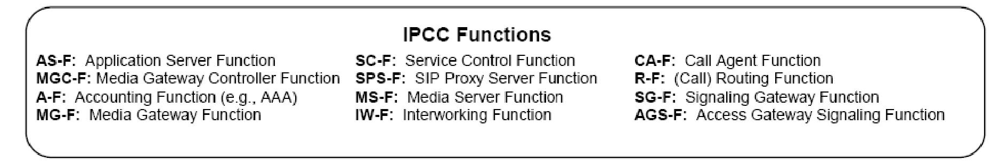 IPCC Functions
AS-F: Application Server Function
MGC-F: Media Gateway Controller Function
A-F: Accounting Function (e.g., AAA)
MG-F: Media Gateway Function
SC-F: Service Control Function
SPS-F: SIP Proxy Server Function
MS-F: Media Server Function
IW-F: Interworking Function
CA-F: Call Agent Function
R-F: (Call) Routing Function
SG-F: Signaling Gateway Function
AGS-F: Access Gateway Signaling Function